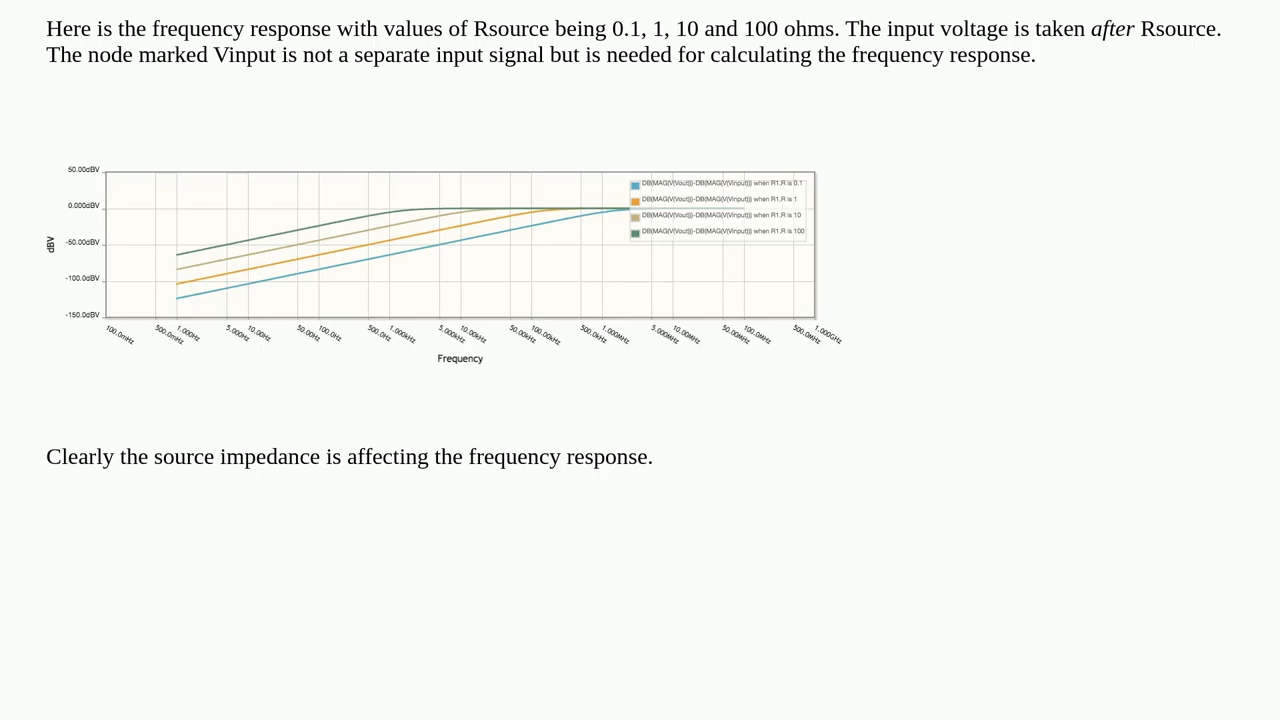 Here is the frequency response with values of Rsource being 0.1, 1, 10 and 100 ohms. The input voltage is taken after Rsource.
The node marked Vinput is not a separate input signal but is needed for calculating the frequency response.
50.00dBV
0.000dBV
-50.00dBV
-100.0dBV
-150.0dBV
dBV
DB(MAG(V(Vout)))-DB(MAG(V(Vinput))) when R1.R is 0.1
DB(MAG(V(Vout)))-DB(MAG(V(Vinput))) when R1.R is 1
DB(MAG(V(Vout)))-DB(MAG(V(Vinput))) when R1.R is 10
DB(MAG(V(Vout)))-DB(MAG(V(Vinput))) when R1.R is 100
100.0mHz 500.0mHz 1.000Hz 5.000Hz 10.00Hz 50.00Hz 100.0Hz 500.0Hz 1.000kHz 5.000kHz 10.00kHz 50.00kHz 100.00kHz 500.0kHz 1.000MHz 5.000MHz 10.00MHz 50.00MHz 100.0MHz 500.0MHz 1.000GHz
Frequency
Clearly the source impedance is affecting the frequency response.